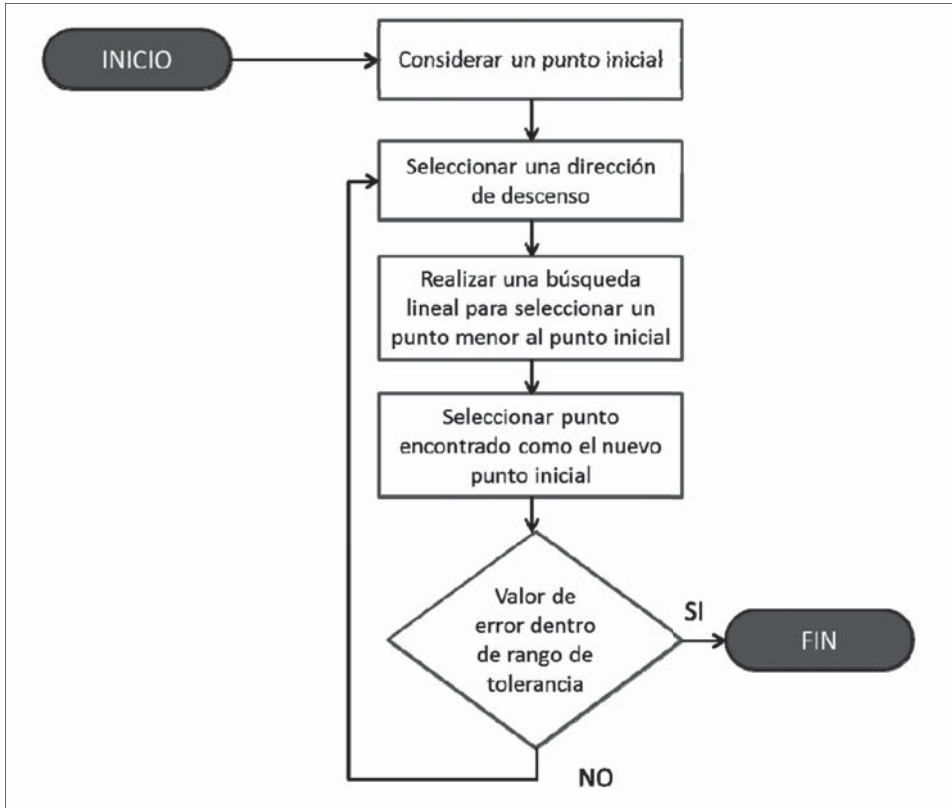 INICIO
Considerar un punto inicial
Seleccionar una dirección
de descenso
Realizar una búsqueda
lineal para seleccionar un
punto menor al punto inicial
Seleccionar punto
encontrado como el nuevo
punto inicial
Valor de
error dentro
de rango de
tolerancia
SI
FIN
NO